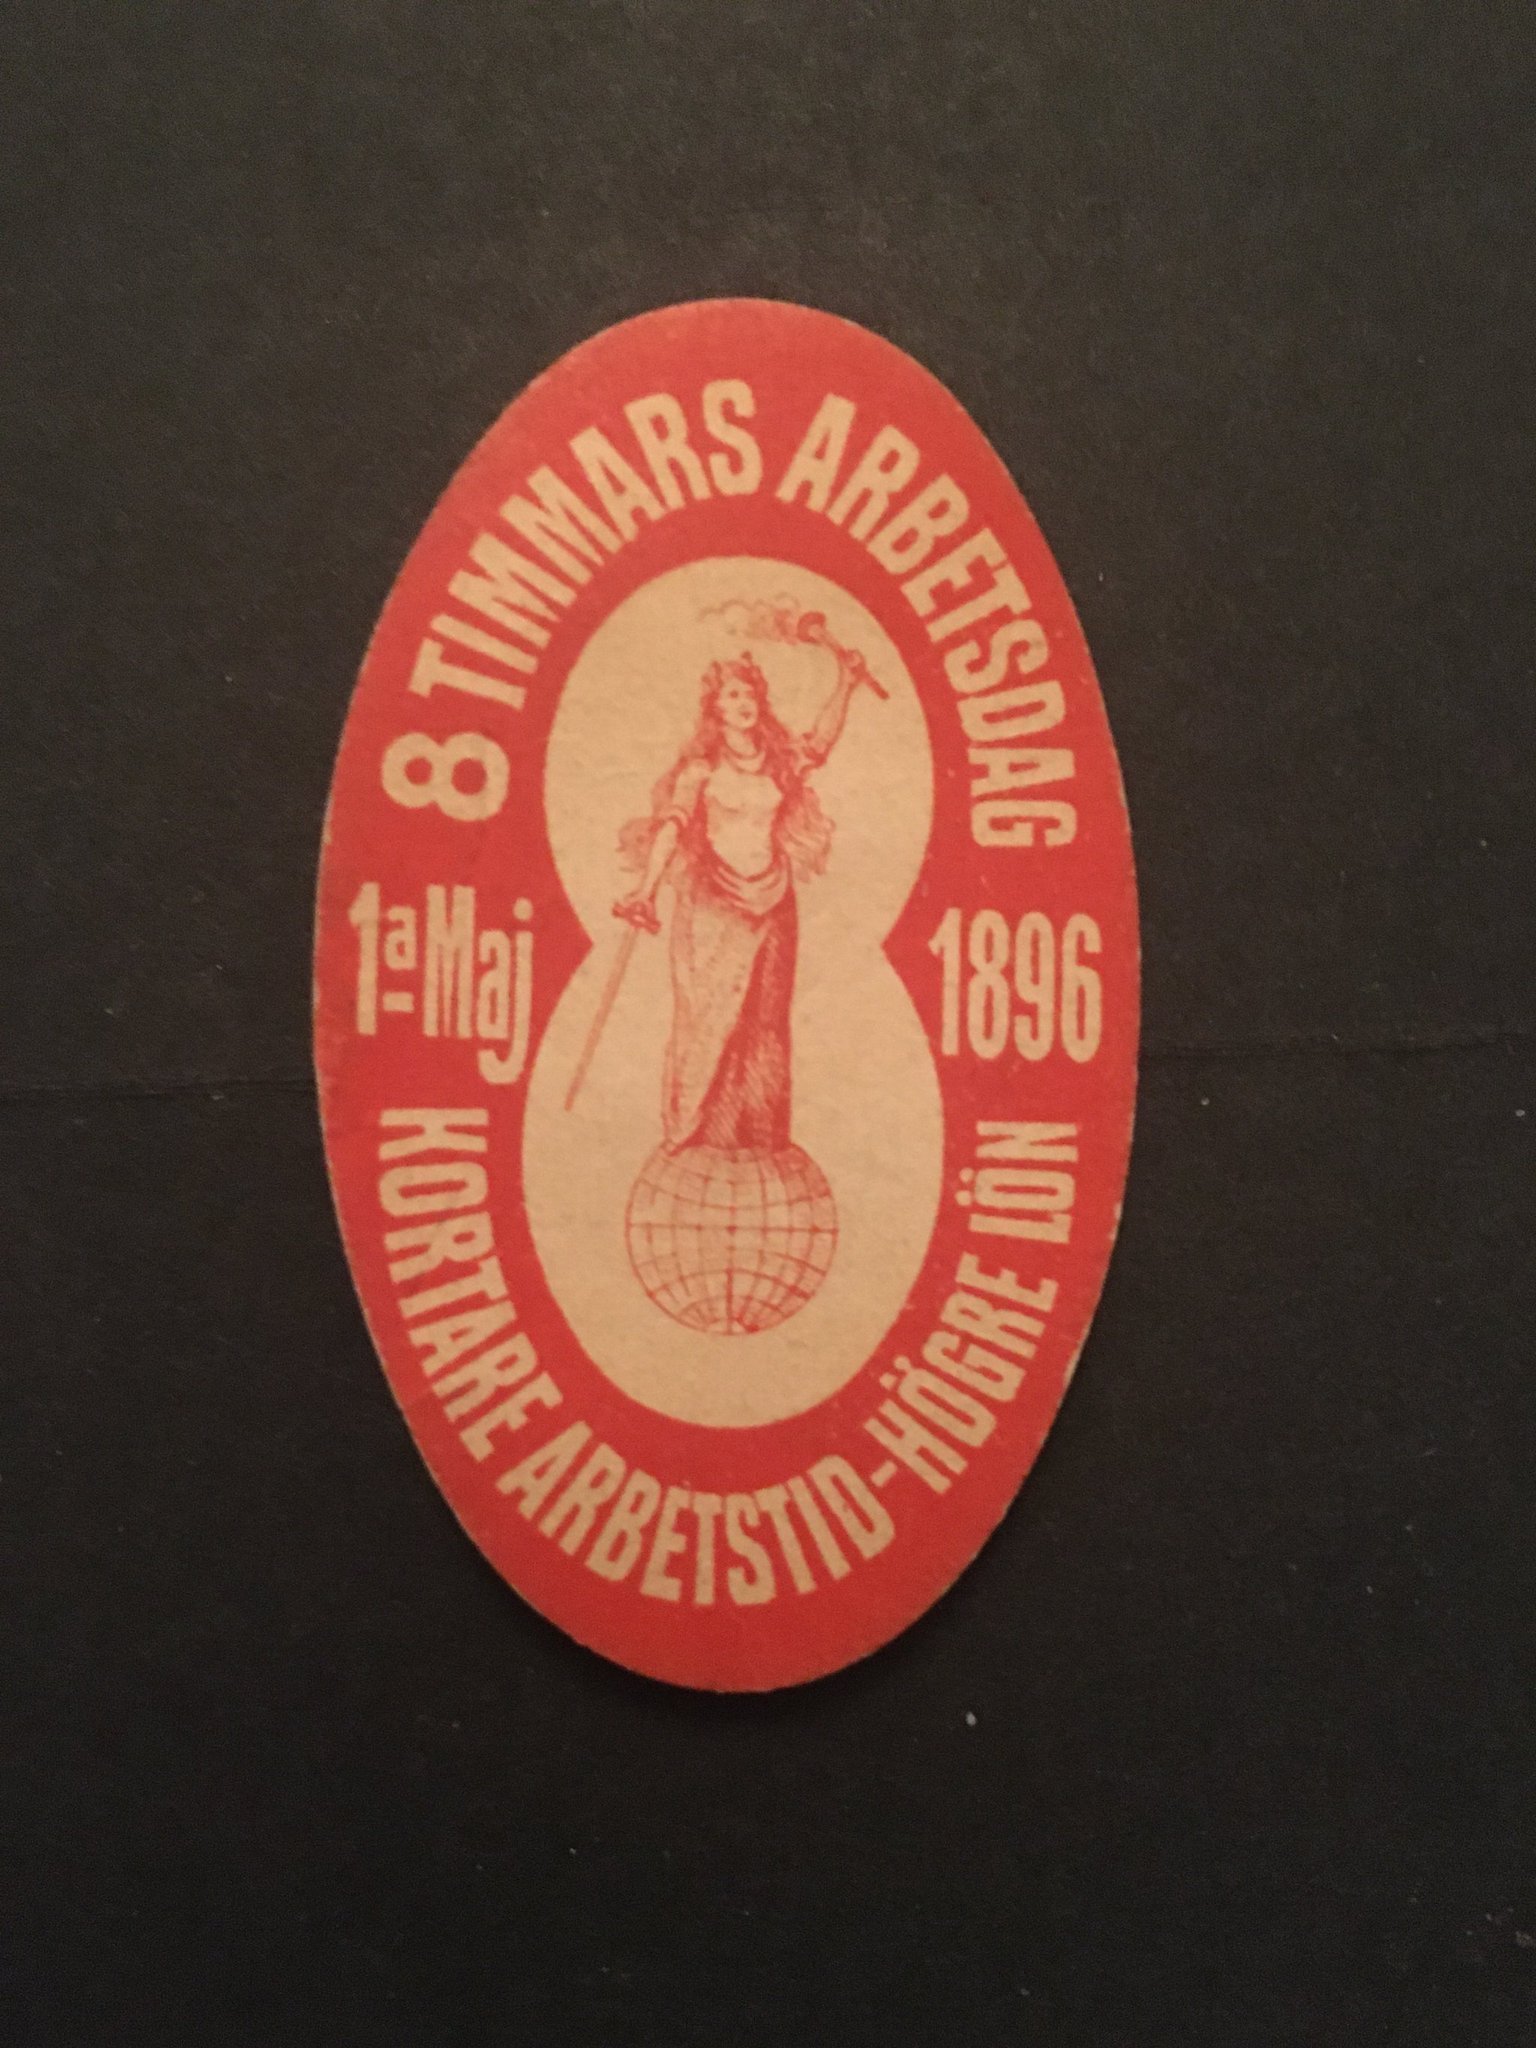 8 TIMMARS ARBETSDAG
1a Maj 1896
KORTARE ARBETSTID-HÖGRE LÖN